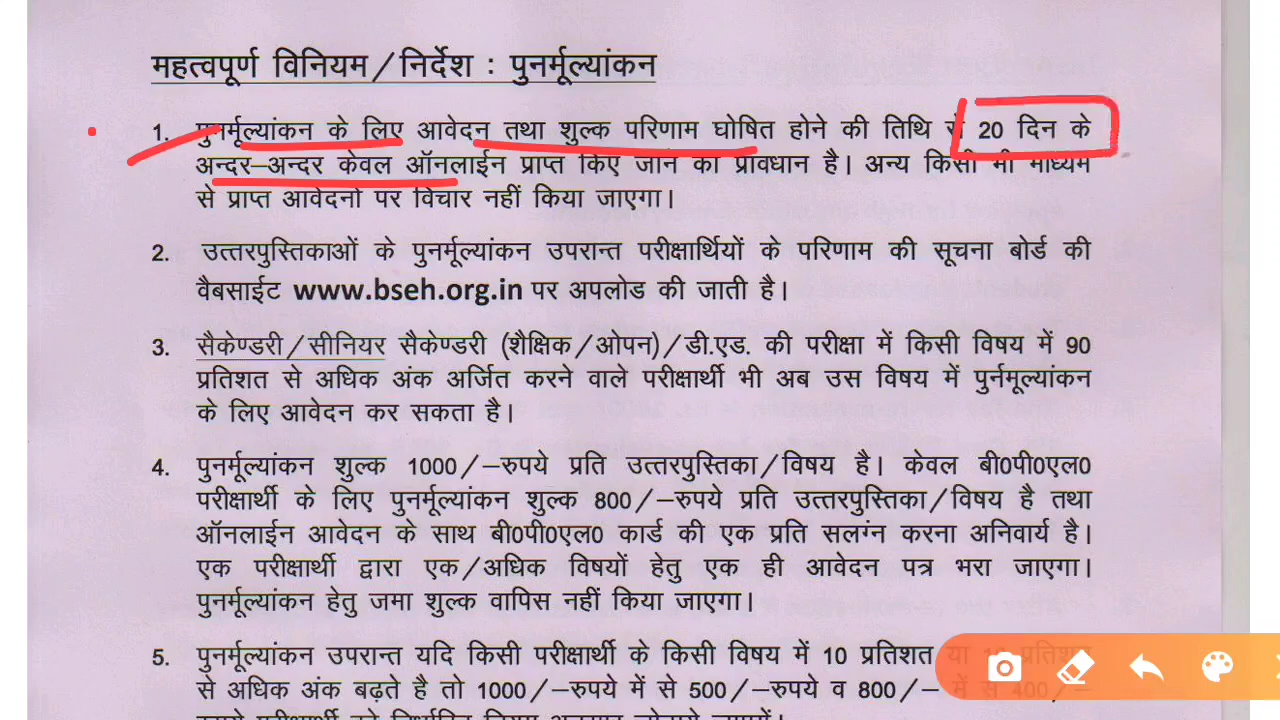 महत्वपूर्ण विनियम/निर्देश : पुनर्मूल्यांकन
1. पुनर्मूल्यांकन के लिए आवेदन तथा शुल्क परिणाम घोषित होने की तिथि से 20 दिन के
अन्दर–अन्दर केवल ऑनलाईन प्राप्त किए जाने का प्रावधान है। अन्य किसी भी माध्यम
से प्राप्त आवेदनों पर विचार नहीं किया जाएगा।
2. उत्तरपुस्तिकाओं के पुनर्मूल्यांकन उपरान्त परीक्षार्थियों के परिणाम की सूचना बोर्ड की
वैबसाईट www.bseh.org.in पर अपलोड की जाती है।
3. सैकेण्डरी/सीनियर सैकेण्डरी (शैक्षिक/ओपन)/डी.एड. की परीक्षा में किसी विषय में 90
प्रतिशत से अधिक अंक अर्जित करने वाले परीक्षार्थी भी अब उस विषय में पुर्नमूल्यांकन
के लिए आवेदन कर सकता है।
4. पुनर्मूल्यांकन शुल्क 1000/–रुपये प्रति उत्तरपुस्तिका/विषय है। केवल बी0पी0एल0
परीक्षार्थी के लिए पुनर्मूल्यांकन शुल्क 800/–रुपये प्रति उत्तरपुस्तिका/विषय है तथा
ऑनलाईन आवेदन के साथ बी0पी0एल0 कार्ड की एक प्रति सलग्ंन करना अनिवार्य है।
एक परीक्षार्थी द्वारा एक/अधिक विषयों हेतु एक ही आवेदन पत्र भरा जाएगा।
पुनर्मूल्यांकन हेतु जमा शुल्क वापिस नहीं किया जाएगा।
5. पुनर्मूल्यांकन उपरान्त यदि किसी परीक्षार्थी के किसी विषय में 10 प्रतिशत या 10 प्रतिशत
से अधिक अंक बढ़ते है तो 1000/–रुपये में से 500/–रुपये व 800/– में से 400/–